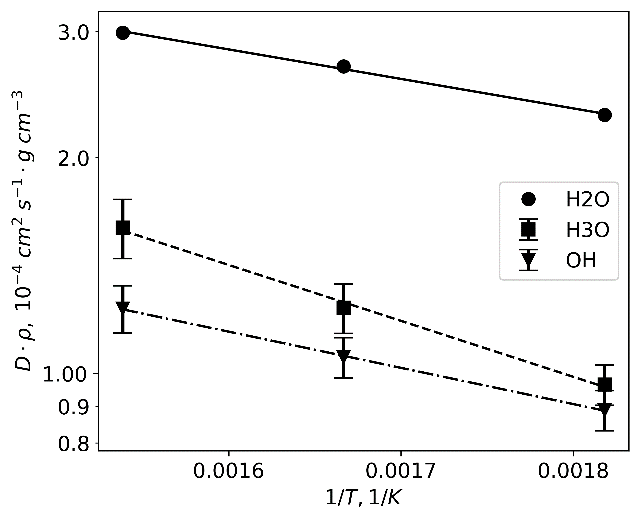 3.0
2.0
1.00
0.9
0.8
D · ρ, 10⁻⁴ cm² s⁻¹ · g cm⁻³
H2O
H3O
OH
0.0016 0.0017 0.0018
1/T, 1/K